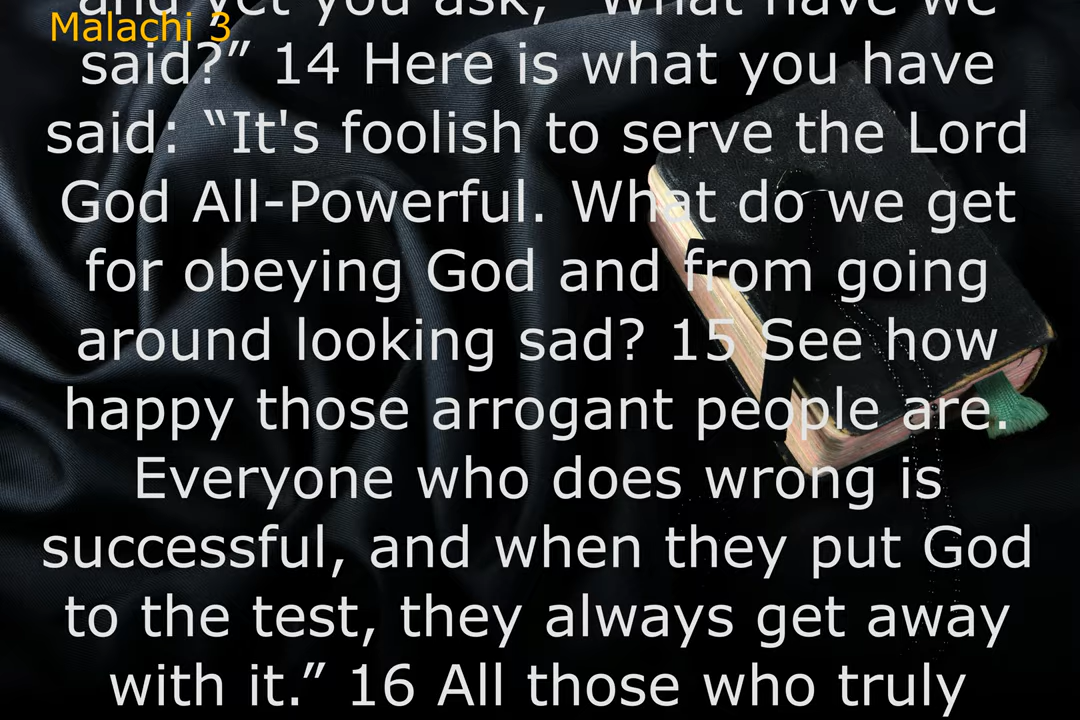 and yet you ask, “What have we
Malachi 3
said?” 14 Here is what you have
said: “It's foolish to serve the Lord
God All-Powerful. What do we get
for obeying God and from going
around looking sad? 15 See how
happy those arrogant people are.
Everyone who does wrong is
successful, and when they put God
to the test, they always get away
with it.” 16 All those who truly